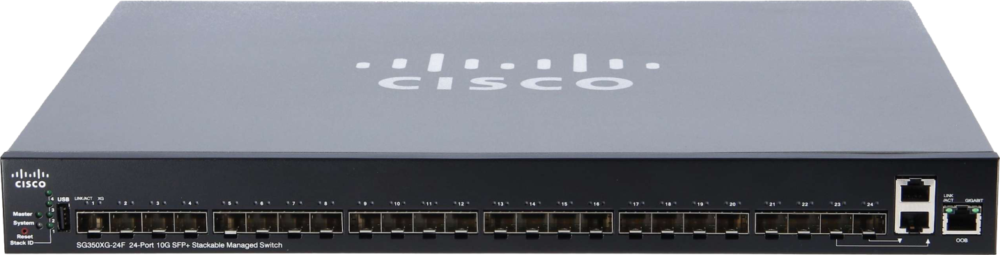 CISCO
CISCO
4
3
2
1
Master
System
Reset
Stack ID
USB
LINK/ACT XG
1 2 3 4 5 6 7 8 9 10 11 12 13 14 15 16 17 18 19 20 21 22 23 24
LINK
/ACT
GIGABIT
OOB
SG350XG-24F 24-Port 10G SFP+ Stackable Managed Switch